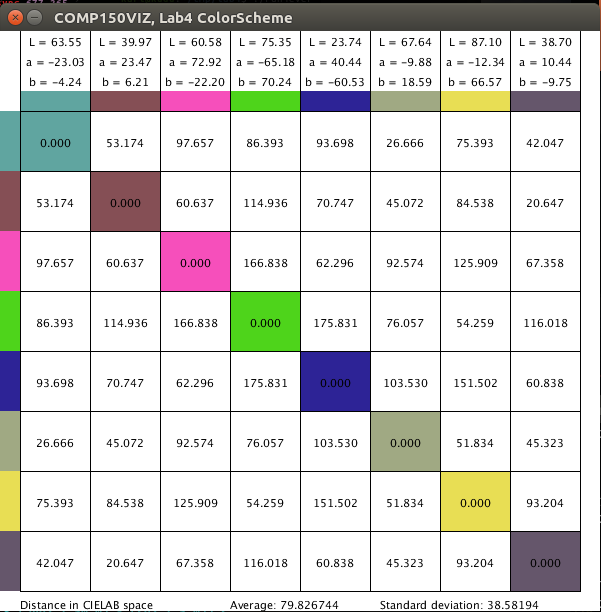 COMP150VIZ, Lab4 ColorScheme
L = 63.55 L = 39.97 L = 60.58 L = 75.35 L = 23.74 L = 67.64 L = 87.10 L = 38.70
a = -23.03 a = 23.47 a = 72.92 a = -65.18 a = 40.44 a = -9.88 a = -12.34 a = 10.44
b = -4.24 b = 6.21 b = -22.20 b = 70.24 b = -60.53 b = 18.59 b = 66.57 b = -9.75
0.000 53.174 97.657 86.393 93.698 26.666 75.393 42.047
53.174 0.000 60.637 114.936 70.747 45.072 84.538 20.647
97.657 60.637 0.000 166.838 62.296 92.574 125.909 67.358
86.393 114.936 166.838 0.000 175.831 76.057 54.259 116.018
93.698 70.747 62.296 175.831 0.000 103.530 151.502 60.838
26.666 45.072 92.574 76.057 103.530 0.000 51.834 45.323
75.393 84.538 125.909 54.259 151.502 51.834 0.000 93.204
42.047 20.647 67.358 116.018 60.838 45.323 93.204 0.000
Distance in CIELAB space Average: 79.826744 Standard deviation: 38.58194